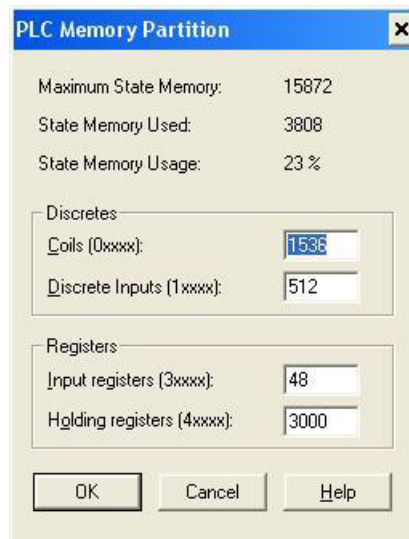 PLC Memory Partition
Maximum State Memory: 15872
State Memory Used: 3808
State Memory Usage: 23 %
Discretes
Coils (0xxxx): 1536
Discrete Inputs (1xxxx): 512
Registers
Input registers (3xxxx): 48
Holding registers (4xxxx): 3000
OK Cancel Help